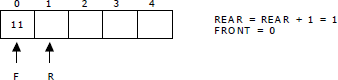 0 1 2 3 4
11
REAR = REAR + 1 = 1
FRONT = 0
F R